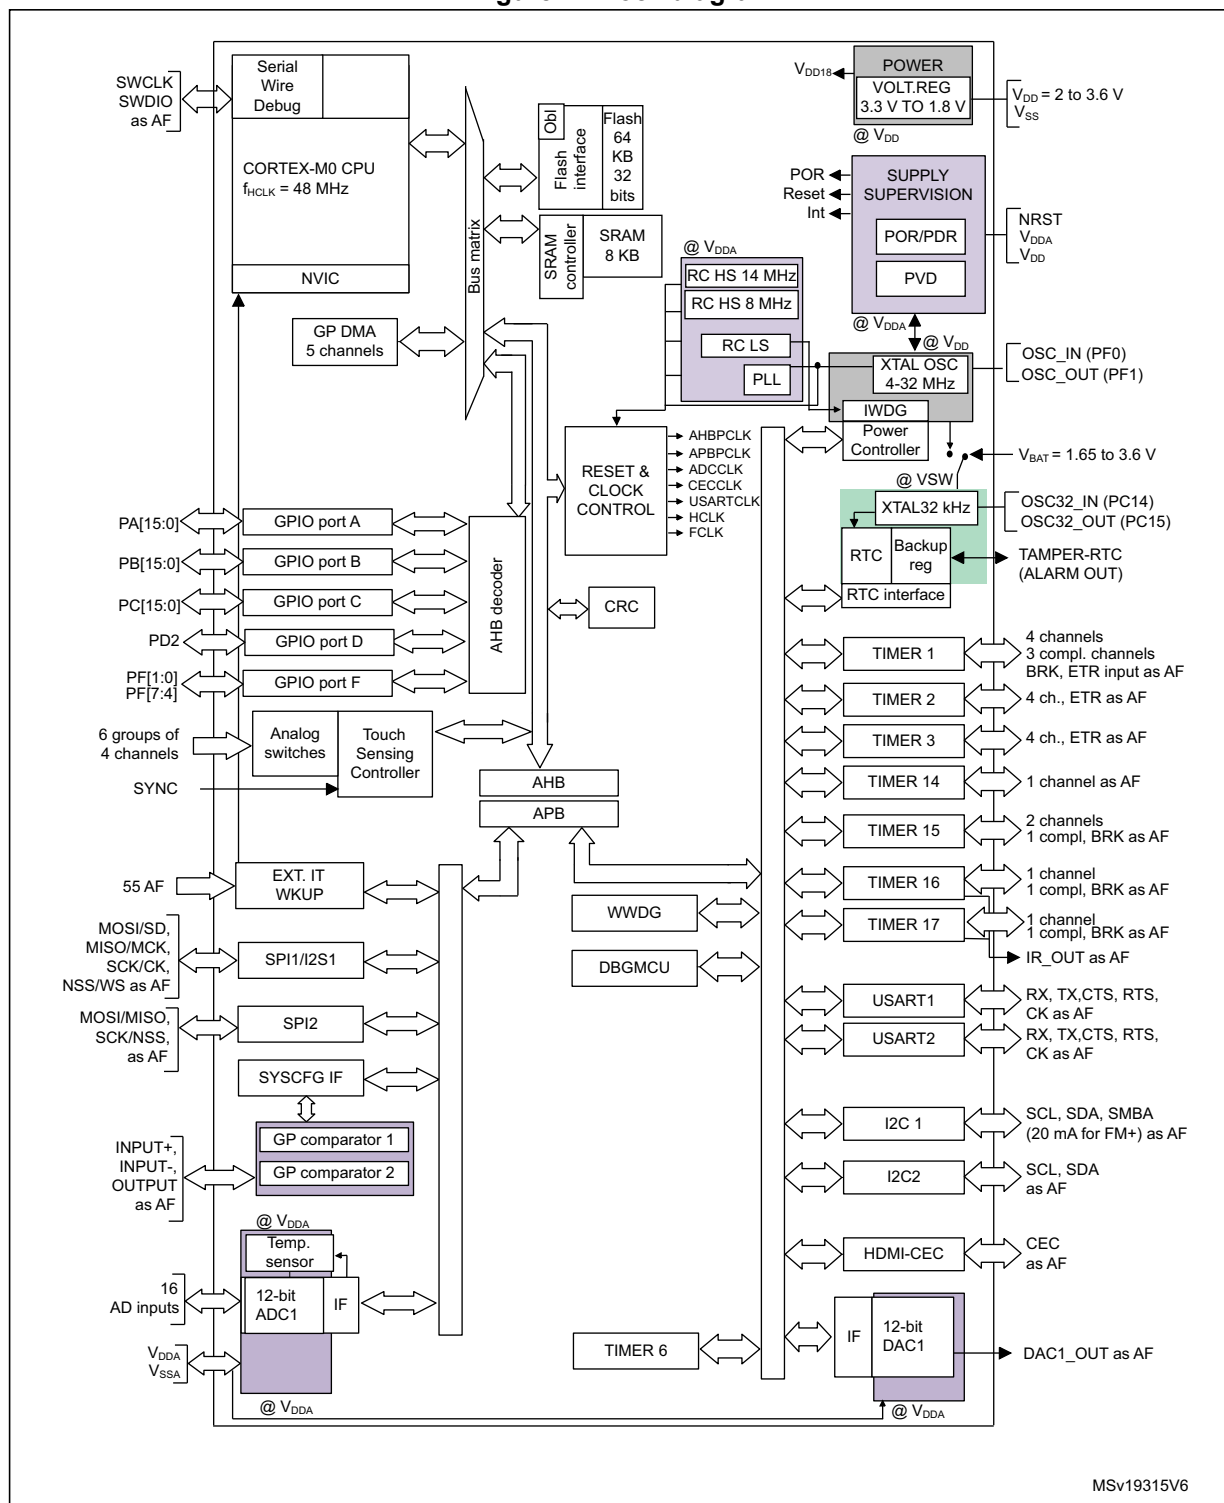 SWCLK
SWDIO
as AF
Serial
Wire
Debug
CORTEX-M0 CPU
fHCLK = 48 MHz
NVIC
GP DMA
5 channels
Bus matrix
Obl
Flash
interface
Flash
64
KB
32
bits
SRAM
controller
SRAM
8 KB
VDD18
POWER
VOLT.REG
3.3 V TO 1.8 V
@ VDD
VDD = 2 to 3.6 V
VSS
POR
Reset
Int
SUPPLY
SUPERVISION
POR/PDR
PVD
NRST
VDDA
VDD
@ VDDA
@ VDDA
RC HS 14 MHz
RC HS 8 MHz
RC LS
PLL
@ VDD
XTAL OSC
4-32 MHz
OSC_IN (PF0)
OSC_OUT (PF1)
IWDG
Power
Controller
VBAT = 1.65 to 3.6 V
@ VSW
RESET &
CLOCK
CONTROL
AHBPCLK
APBPCLK
ADCCLK
CECCLK
USARTCLK
HCLK
FCLK
XTAL32 kHz
OSC32_IN (PC14)
OSC32_OUT (PC15)
RTC
Backup
reg
RTC interface
TAMPER-RTC
(ALARM OUT)
PA[15:0]
GPIO port A
PB[15:0]
GPIO port B
PC[15:0]
GPIO port C
PD2
GPIO port D
PF[1:0]
PF[7:4]
GPIO port F
AHB decoder
CRC
6 groups of
4 channels
SYNC
Analog
switches
Touch
Sensing
Controller
AHB
APB
TIMER 1
4 channels
3 compl. channels
BRK, ETR input as AF
TIMER 2
4 ch., ETR as AF
TIMER 3
4 ch., ETR as AF
TIMER 14
1 channel as AF
TIMER 15
2 channels
1 compl, BRK as AF
TIMER 16
1 channel
1 compl, BRK as AF
TIMER 17
1 channel
1 compl, BRK as AF
IR_OUT as AF
55 AF
EXT. IT
WKUP
WWDG
DBGMCU
MOSI/SD,
MISO/MCK,
SCK/CK,
NSS/WS as AF
SPI1/I2S1
MOSI/MISO,
SCK/NSS,
as AF
SPI2
SYSCFG IF
USART1
RX, TX,CTS, RTS,
CK as AF
USART2
RX, TX,CTS, RTS,
CK as AF
GP comparator 1
GP comparator 2
INPUT+,
INPUT-,
OUTPUT
as AF
I2C 1
SCL, SDA, SMBA
(20 mA for FM+) as AF
I2C2
SCL, SDA
as AF
@ VDDA
Temp.
sensor
16
AD inputs
12-bit
ADC1
IF
HDMI-CEC
CEC
as AF
VDDA
VSSA
@ VDDA
TIMER 6
IF
12-bit
DAC1
DAC1_OUT as AF
@ VDDA
MSv19315V6